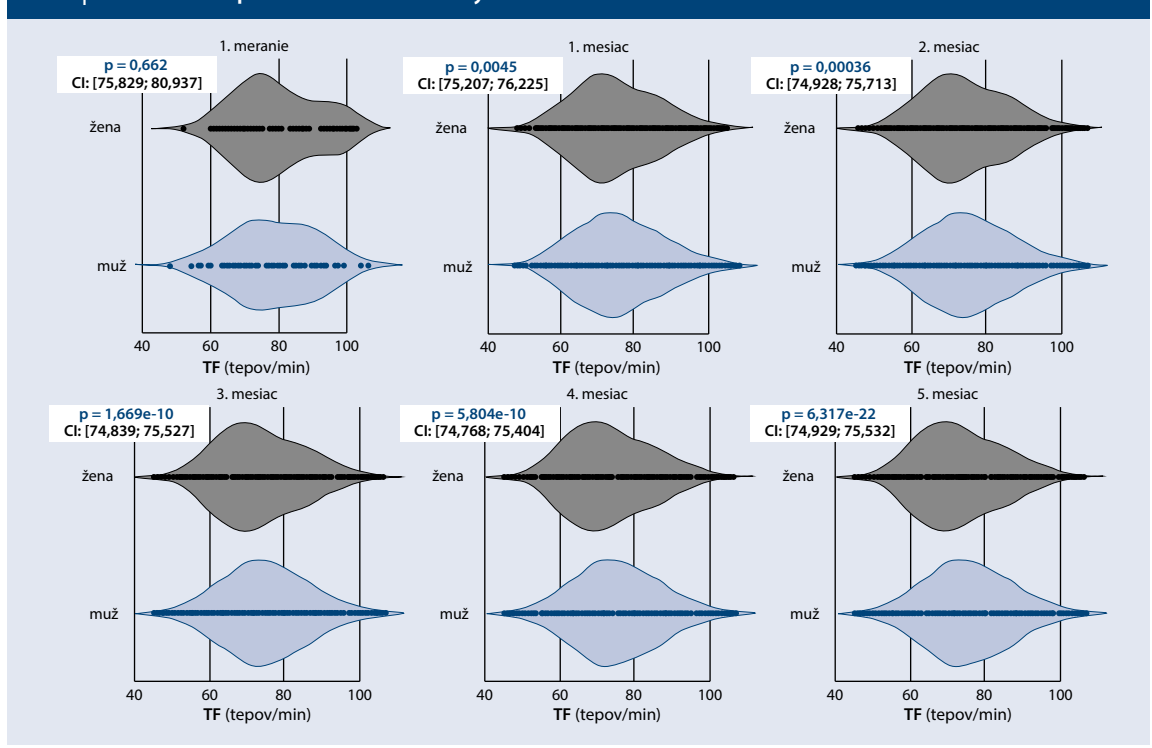 1. meranie
p = 0,662
CI: [75,829; 80,937]
žena
muž
40 60 80 100
TF (tepov/min)
1. mesiac
p = 0,0045
CI: [75,207; 76,225]
žena
muž
40 60 80 100
TF (tepov/min)
2. mesiac
p = 0,00036
CI: [74,928; 75,713]
žena
muž
40 60 80 100
TF (tepov/min)
3. mesiac
p = 1,669e-10
CI: [74,839; 75,527]
žena
muž
40 60 80 100
TF (tepov/min)
4. mesiac
p = 5,804e-10
CI: [74,768; 75,404]
žena
muž
40 60 80 100
TF (tepov/min)
5. mesiac
p = 6,317e-22
CI: [74,929; 75,532]
žena
muž
40 60 80 100
TF (tepov/min)